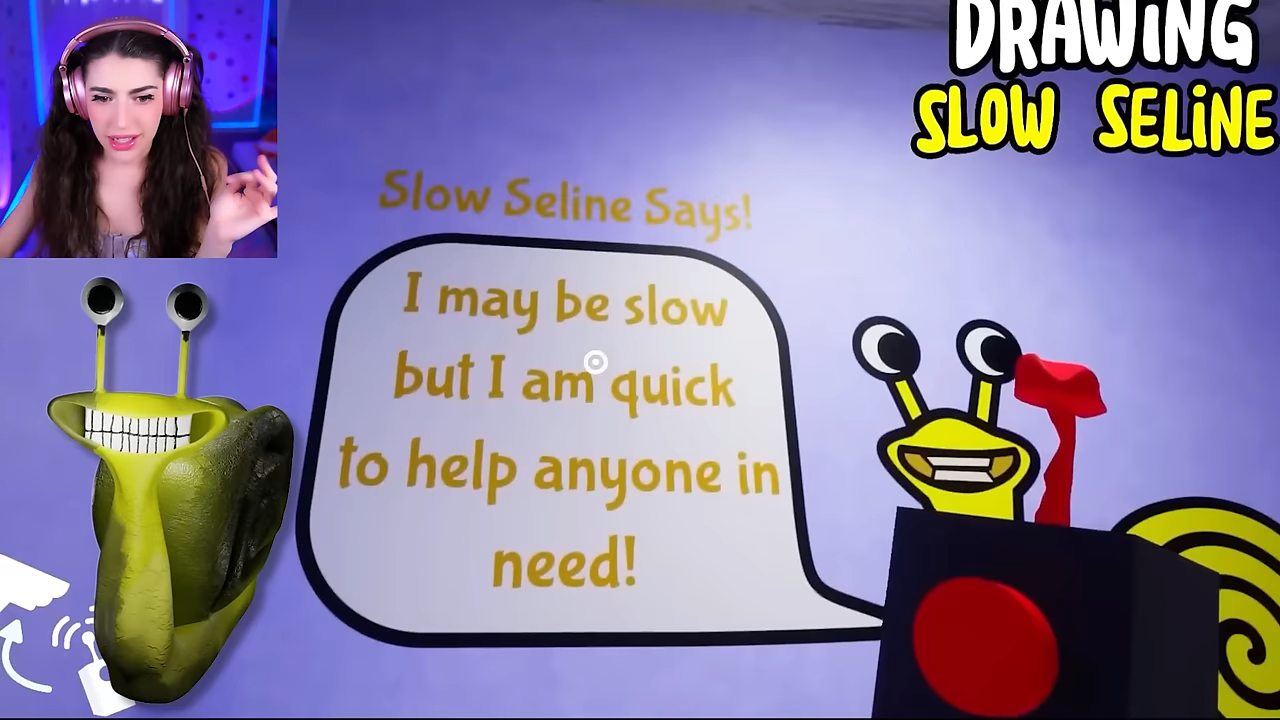 DRAWING
SLOW SELINE
Slow Seline Says!
I may be slow
but I am quick
to help anyone in
need!